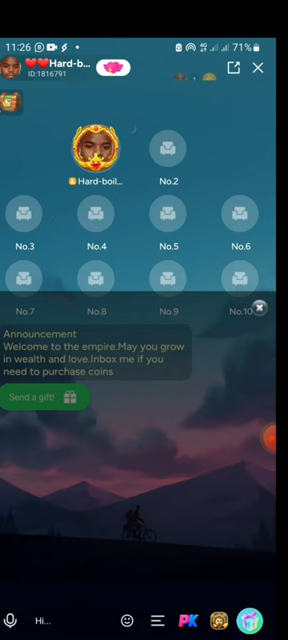 11:26
71%
❤️❤️Hard-b...
ID:1816791
Hard-boil...
No.2
No.3
No.4
No.5
No.6
No.7
No.8
No.9
No.10
Announcement
Welcome to the empire.May you grow
in wealth and love.Inbox me if you
need to purchase coins
Send a gift!
Hi...
PK